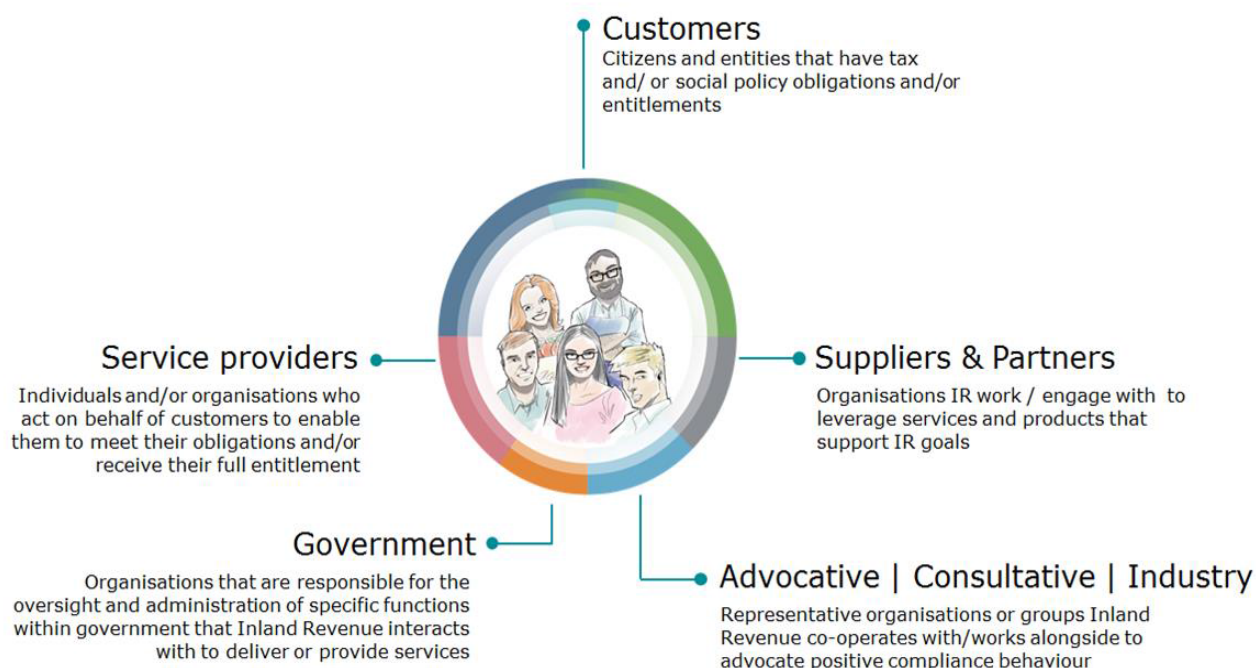 Customers
Citizens and entities that have tax
and/ or social policy obligations and/or
entitlements
Service providers
Individuals and/or organisations who
act on behalf of customers to enable
them to meet their obligations and/or
receive their full entitlement
Suppliers & Partners
Organisations IR work / engage with to
leverage services and products that
support IR goals
Government
Organisations that are responsible for the
oversight and administration of specific functions
within government that Inland Revenue interacts
with to deliver or provide services
Advocative | Consultative | Industry
Representative organisations or groups Inland
Revenue co-operates with/works alongside to
advocate positive compliance behaviour